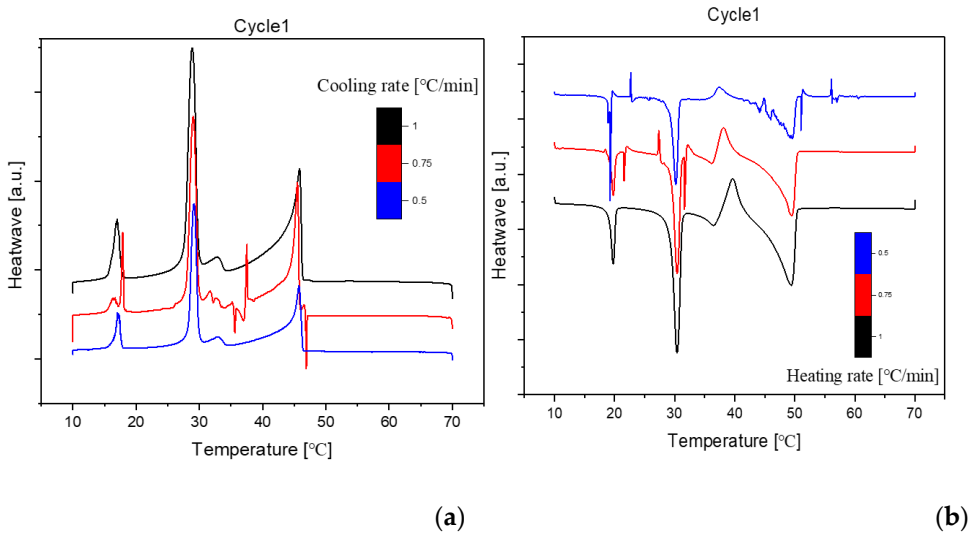 Cycle1
Cooling rate [℃/min]
1
0.75
0.5
Heatwave [a.u.]
10 20 30 40 50 60 70
Temperature [℃]
(a)
Cycle1
Heatwave [a.u.]
0.5
0.75
1
Heating rate [℃/min]
10 20 30 40 50 60 70
Temperature [℃]
(b)